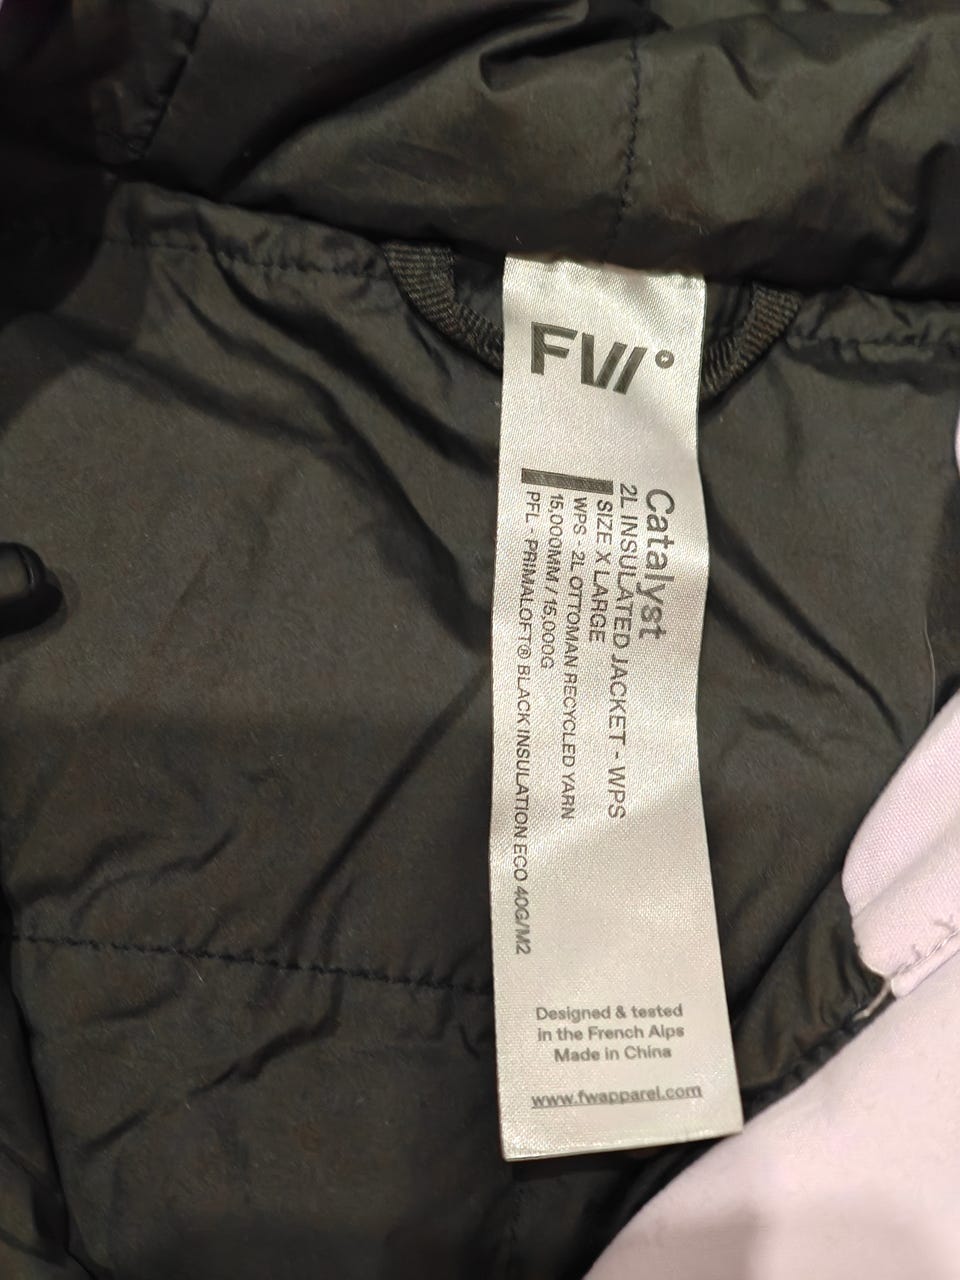 FW°
Catalyst
2L INSULATED JACKET - WPS
SIZE X LARGE
WPS - 2L OTTOMAN RECYCLED YARN
15,000MM / 15,000G
PFL - PRIMALOFT® BLACK INSULATION ECO 40G/M2
Designed & tested
in the French Alps
Made in China
www.fwapparel.com